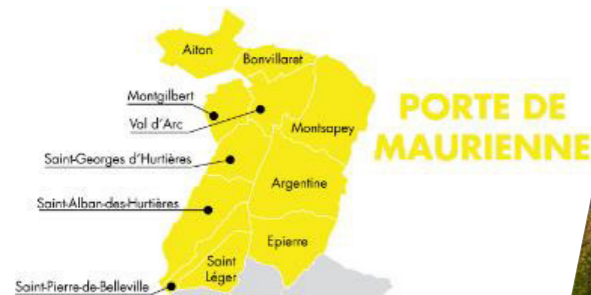 Aiton
Bonvillaret
Montgilbert
Val d'Arc
Montsapey
PORTE DE
MAURIENNE
Saint-Georges d'Hurtières
Argentine
Saint-Alban-des-Hurtières
Epierre
Saint
Léger
Saint-Pierre-de-Belleville